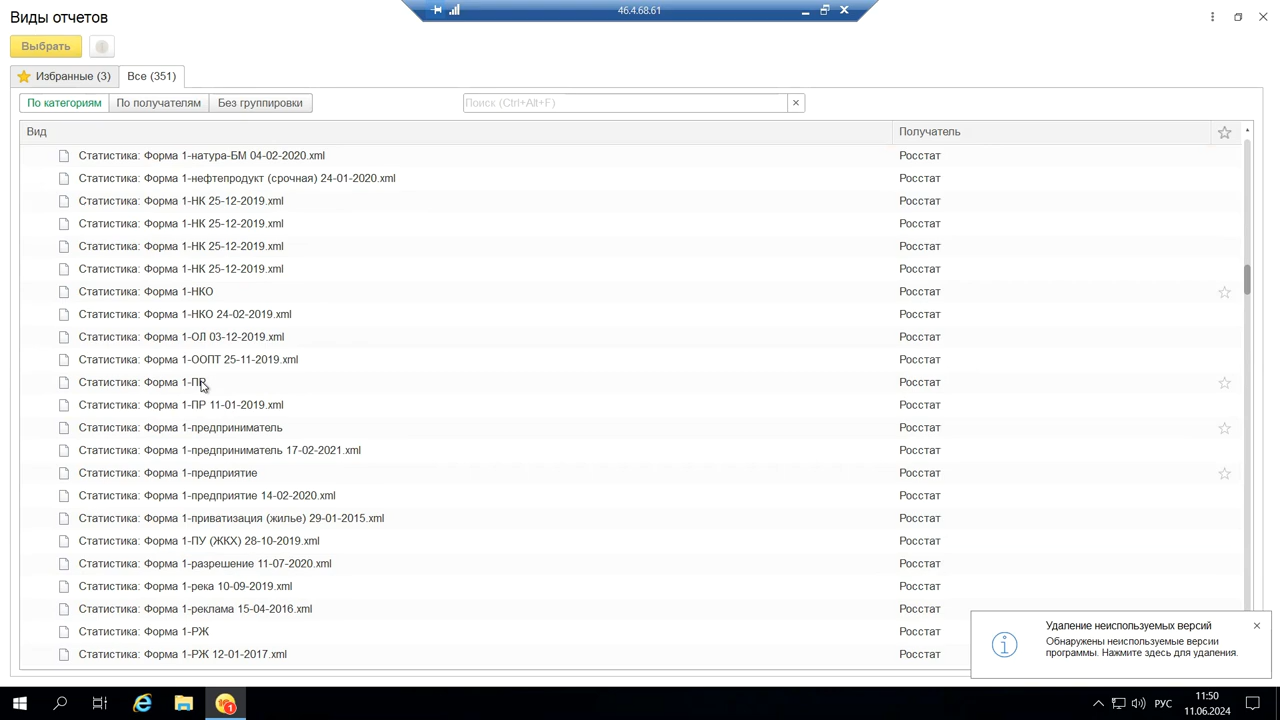 46.4.68.61
Виды отчетов
Выбрать
Избранные (3)
Все (351)
По категориям
По получателям
Без группировки
Поиск (Ctrl+Alt+F)
Вид Получатель
Статистика: Форма 1-натура-БМ 04-02-2020.xml Росстат
Статистика: Форма 1-нефтепродукт (срочная) 24-01-2020.xml Росстат
Статистика: Форма 1-НК 25-12-2019.xml Росстат
Статистика: Форма 1-НК 25-12-2019.xml Росстат
Статистика: Форма 1-НК 25-12-2019.xml Росстат
Статистика: Форма 1-НК 25-12-2019.xml Росстат
Статистика: Форма 1-НКО Росстат
Статистика: Форма 1-НКО 24-02-2019.xml Росстат
Статистика: Форма 1-ОЛ 03-12-2019.xml Росстат
Статистика: Форма 1-ООПТ 25-11-2019.xml Росстат
Статистика: Форма 1-ПР Росстат
Статистика: Форма 1-ПР 11-01-2019.xml Росстат
Статистика: Форма 1-предприниматель Росстат
Статистика: Форма 1-предприниматель 17-02-2021.xml Росстат
Статистика: Форма 1-предприятие Росстат
Статистика: Форма 1-предприятие 14-02-2020.xml Росстат
Статистика: Форма 1-приватизация (жилье) 29-01-2015.xml Росстат
Статистика: Форма 1-ПУ (ЖКХ) 28-10-2019.xml Росстат
Статистика: Форма 1-разрешение 11-07-2020.xml Росстат
Статистика: Форма 1-река 10-09-2019.xml Росстат
Статистика: Форма 1-реклама 15-04-2016.xml Росстат
Статистика: Форма 1-РЖ Росстат
Статистика: Форма 1-РЖ 12-01-2017.xml Росстат
Удаление неиспользуемых версий
Обнаружены неиспользуемые версии
программы. Нажмите здесь для удаления.
РУС
11:50
11.06.2024